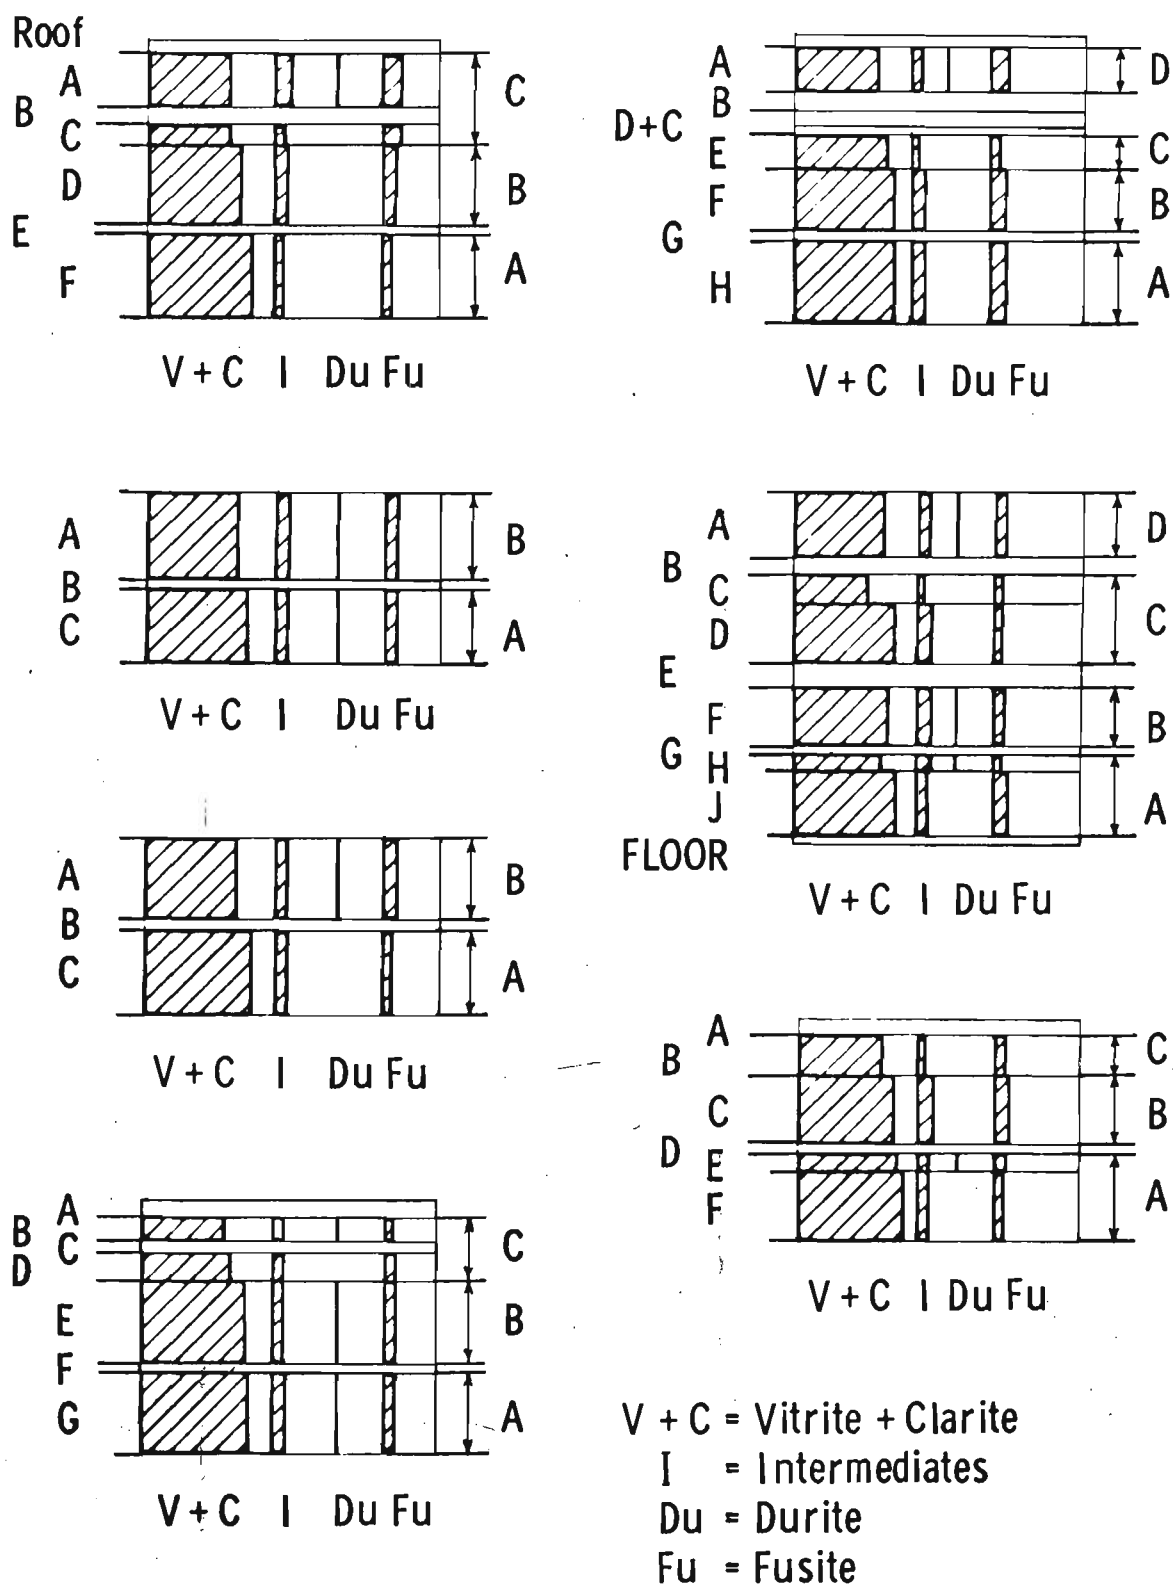 Roof
A
B
C
D
E
F
C
B
A
V + C I Du Fu
A
B
C
B
A
V + C I Du Fu
A
B
C
B
A
V + C I Du Fu
A
B
C
D
E
F
G
C
B
A
V + C I Du Fu
A
B
D+C
E
F
G
H
D
C
B
A
V + C I Du Fu
A
B
C
D
E
F
G
H
J
FLOOR
D
C
B
A
V + C I Du Fu
A
B
C
D
E
F
C
B
A
V + C I Du Fu
V + C = Vitrite + Clarite
I = Intermediates
Du = Durite
Fu = Fusite